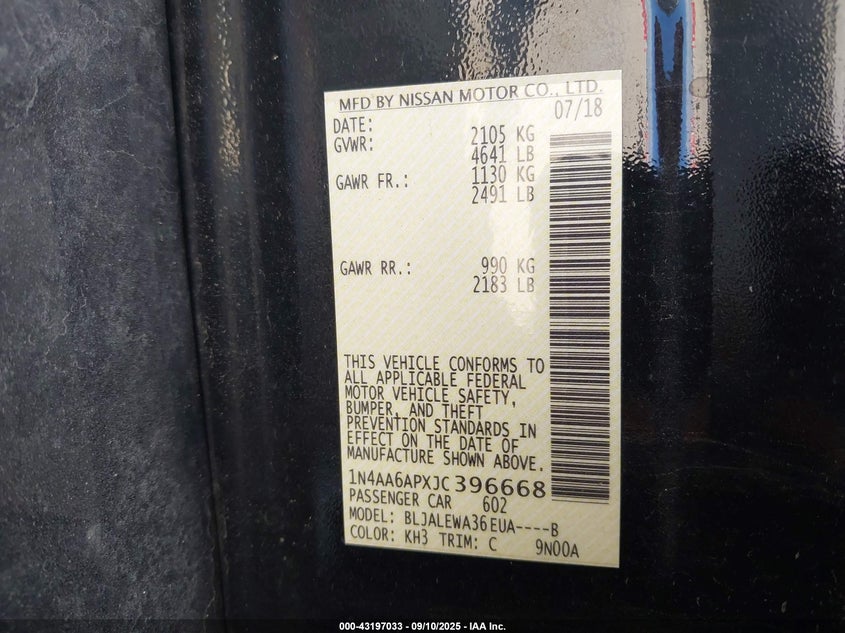 MFD BY NISSAN MOTOR CO., LTD.
DATE: 07/18
GVWR: 2105 KG
4641 LB
GAWR FR.: 1130 KG
2491 LB
GAWR RR.: 990 KG
2183 LB
THIS VEHICLE CONFORMS TO
ALL APPLICABLE FEDERAL
MOTOR VEHICLE SAFETY,
BUMPER, AND THEFT
PREVENTION STANDARDS IN
EFFECT ON THE DATE OF
MANUFACTURE SHOWN ABOVE.
1N4AA6APXJC396668
PASSENGER CAR 602
MODEL: BLJALEWA36EUA----B
COLOR: KH3 TRIM: C 9N00A
000-43197033 - 09/10/2025 - IAA Inc.